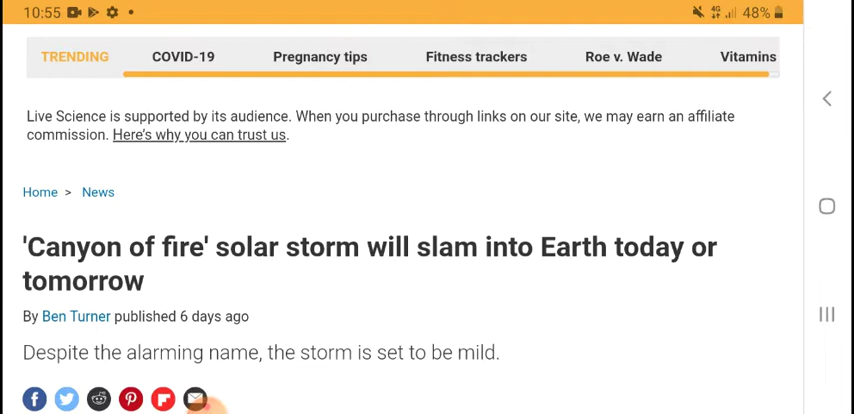 10:55 4G 48%
TRENDING COVID-19 Pregnancy tips Fitness trackers Roe v. Wade Vitamins
Live Science is supported by its audience. When you purchase through links on our site, we may earn an affiliate
commission. Here's why you can trust us.
Home > News
'Canyon of fire' solar storm will slam into Earth today or
tomorrow
By Ben Turner published 6 days ago
Despite the alarming name, the storm is set to be mild.